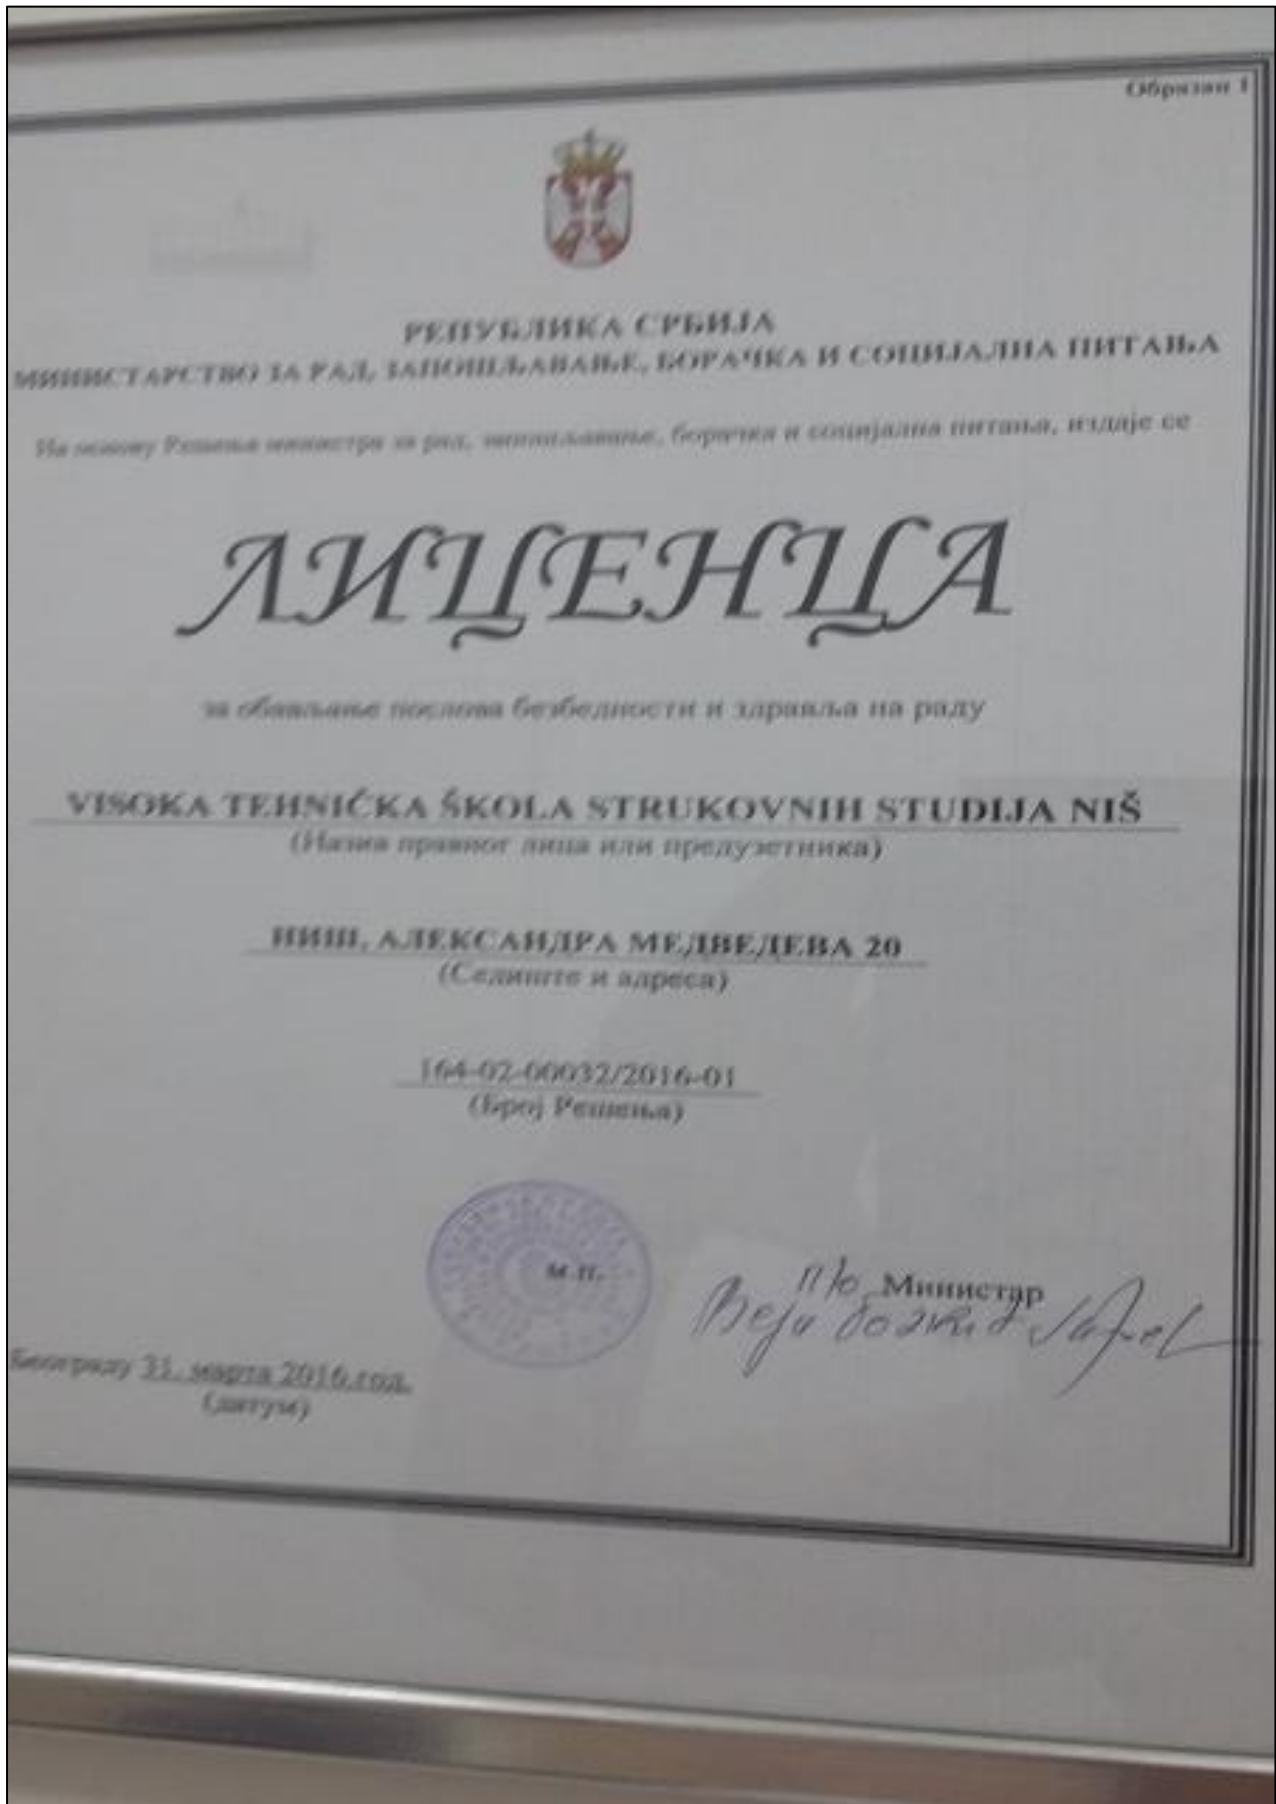 Образац 1
РЕПУБЛИКА СРБИЈА
МИНИСТАРСТВО ЗА РАД, ЗАПОШЉАВАЊЕ, БОРАЧКА И СОЦИЈАЛНА ПИТАЊА
На основу Решења министра за рад, запошљавање, борачка и социјална питања, издаје се
ЛИЦЕНЦА
за обављање послова безбедности и здравља на раду
VISOKA TEHNIČKA ŠKOLA STRUKOVNIH STUDIJA NIŠ
(Назив правног лица или предузетника)
НИШ, АЛЕКСАНДРА МЕДВЕДЕВА 20
(Седиште и адреса)
164-02-00032/2016-01
(Број Решења)
М.П.
п/о Министар
Београду 31. марта 2016.год.
(датум)